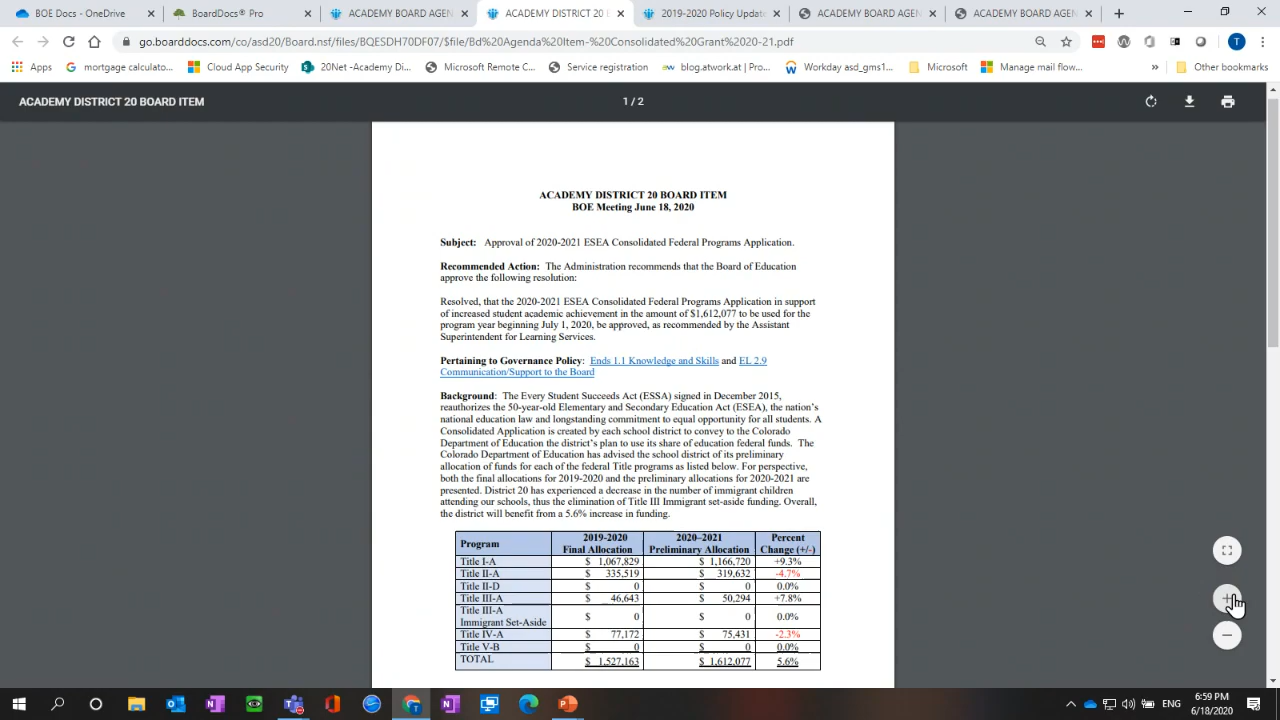 BOE Docs - OneDrive
BoardDocs® Pro
BOARD AGEN
ACADEMY DISTRICT 20 E
2019-2020 Policy Update
ACADEMY BOARD AGEN
ACADEMY BOARD AGEN
go.boarddocs.com/co/asd20/Board.nsf/files/BQESDH70DF07/$file/Bd%20Agenda%20Item-%20Consolidated%20Grant%2020-21.pdf
T
Apps
mortgage calculato...
Cloud App Security
20Net -Academy Di...
Microsoft Remote C...
Service registration
blog.atwork.at | Pro...
Workday asd_gms1...
Microsoft
Manage mail flow...
»
Other bookmarks
ACADEMY DISTRICT 20 BOARD ITEM
1 / 2
ACADEMY DISTRICT 20 BOARD ITEM
BOE Meeting June 18, 2020
Subject: Approval of 2020-2021 ESEA Consolidated Federal Programs Application.
Recommended Action: The Administration recommends that the Board of Education
approve the following resolution:
Resolved, that the 2020-2021 ESEA Consolidated Federal Programs Application in support
of increased student academic achievement in the amount of $1,612,077 to be used for the
program year beginning July 1, 2020, be approved, as recommended by the Assistant
Superintendent for Learning Services.
Pertaining to Governance Policy: Ends 1.1 Knowledge and Skills and EL 2.9
Communication/Support to the Board
Background: The Every Student Succeeds Act (ESSA) signed in December 2015,
reauthorizes the 50-year-old Elementary and Secondary Education Act (ESEA), the nation's
national education law and longstanding commitment to equal opportunity for all students. A
Consolidated Application is created by each school district to convey to the Colorado
Department of Education the district's plan to use its share of education federal funds. The
Colorado Department of Education has advised the school district of its preliminary
allocation of funds for each of the federal Title programs as listed below. For perspective,
both the final allocations for 2019-2020 and the preliminary allocations for 2020-2021 are
presented. District 20 has experienced a decrease in the number of immigrant children
attending our schools, thus the elimination of Title III Immigrant set-aside funding. Overall,
the district will benefit from a 5.6% increase in funding.
Program 2019-2020 Final Allocation 2020–2021 Preliminary Allocation Percent Change (+/-)
Title I-A $ 1,067,829 $ 1,166,720 +9.3%
Title II-A $ 335,519 $ 319,632 -4.7%
Title II-D $ 0 $ 0 0.0%
Title III-A $ 46,643 $ 50,294 +7.8%
Title III-A Immigrant Set-Aside $ 0 $ 0 0.0%
Title IV-A $ 77,172 $ 75,431 -2.3%
Title V-B $ 0 $ 0 0.0%
TOTAL $ 1,527,163 $ 1,612,077 5.6%
ENG
6:59 PM
6/18/2020